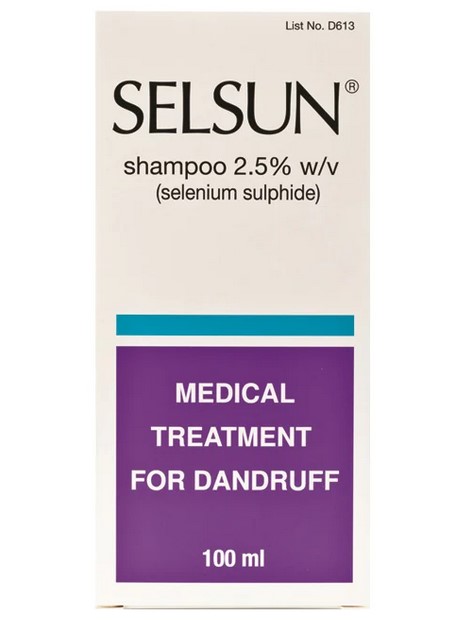 List No. D613
SELSUN®
shampoo 2.5% w/v
(selenium sulphide)
MEDICAL
TREATMENT
FOR DANDRUFF
100 ml